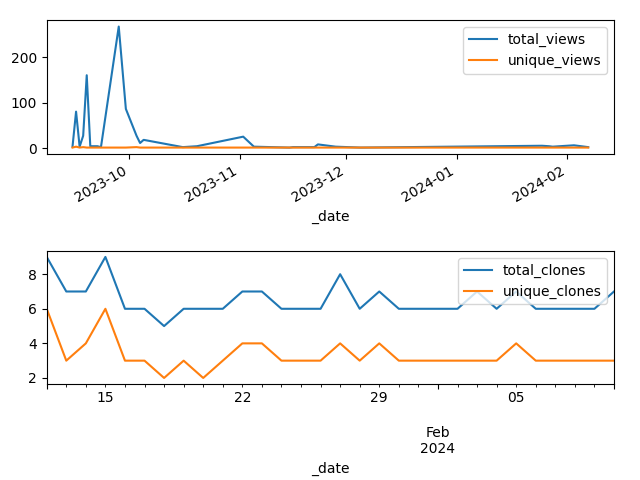 200
100
0
total_views
unique_views
2023-10
2023-11
2023-12
2024-01
2024-02
_date
8
6
4
2
total_clones
unique_clones
15
22
29
05
Feb
2024
_date